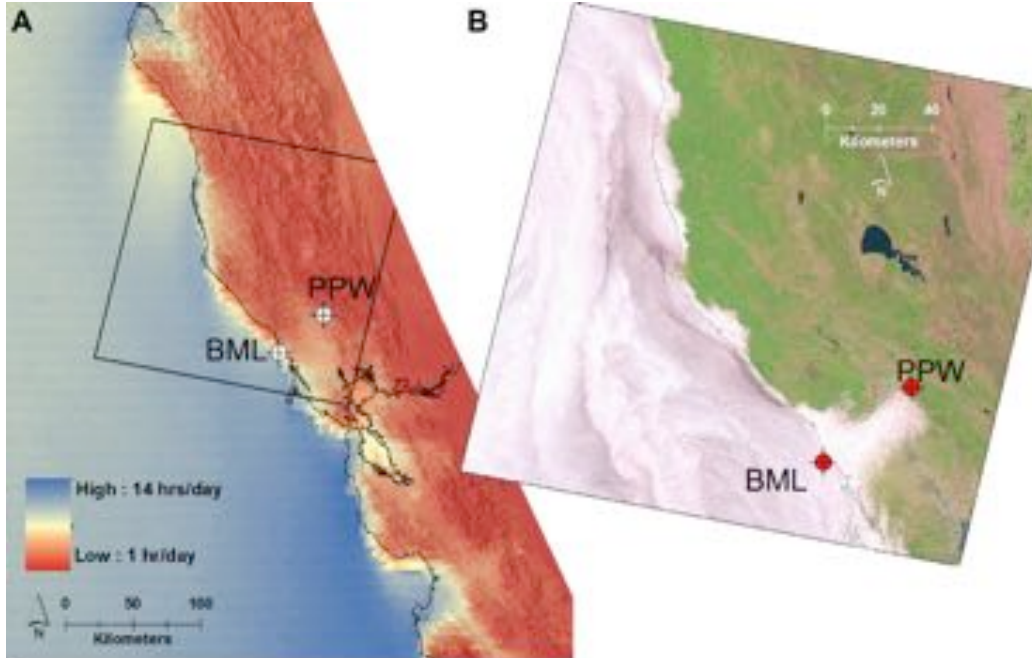 A
PPW
BML
High : 14 hrs/day
Low : 1 hr/day
0 50 100
Kilometers
N
B
0 20 40
Kilometers
N
PPW
BML